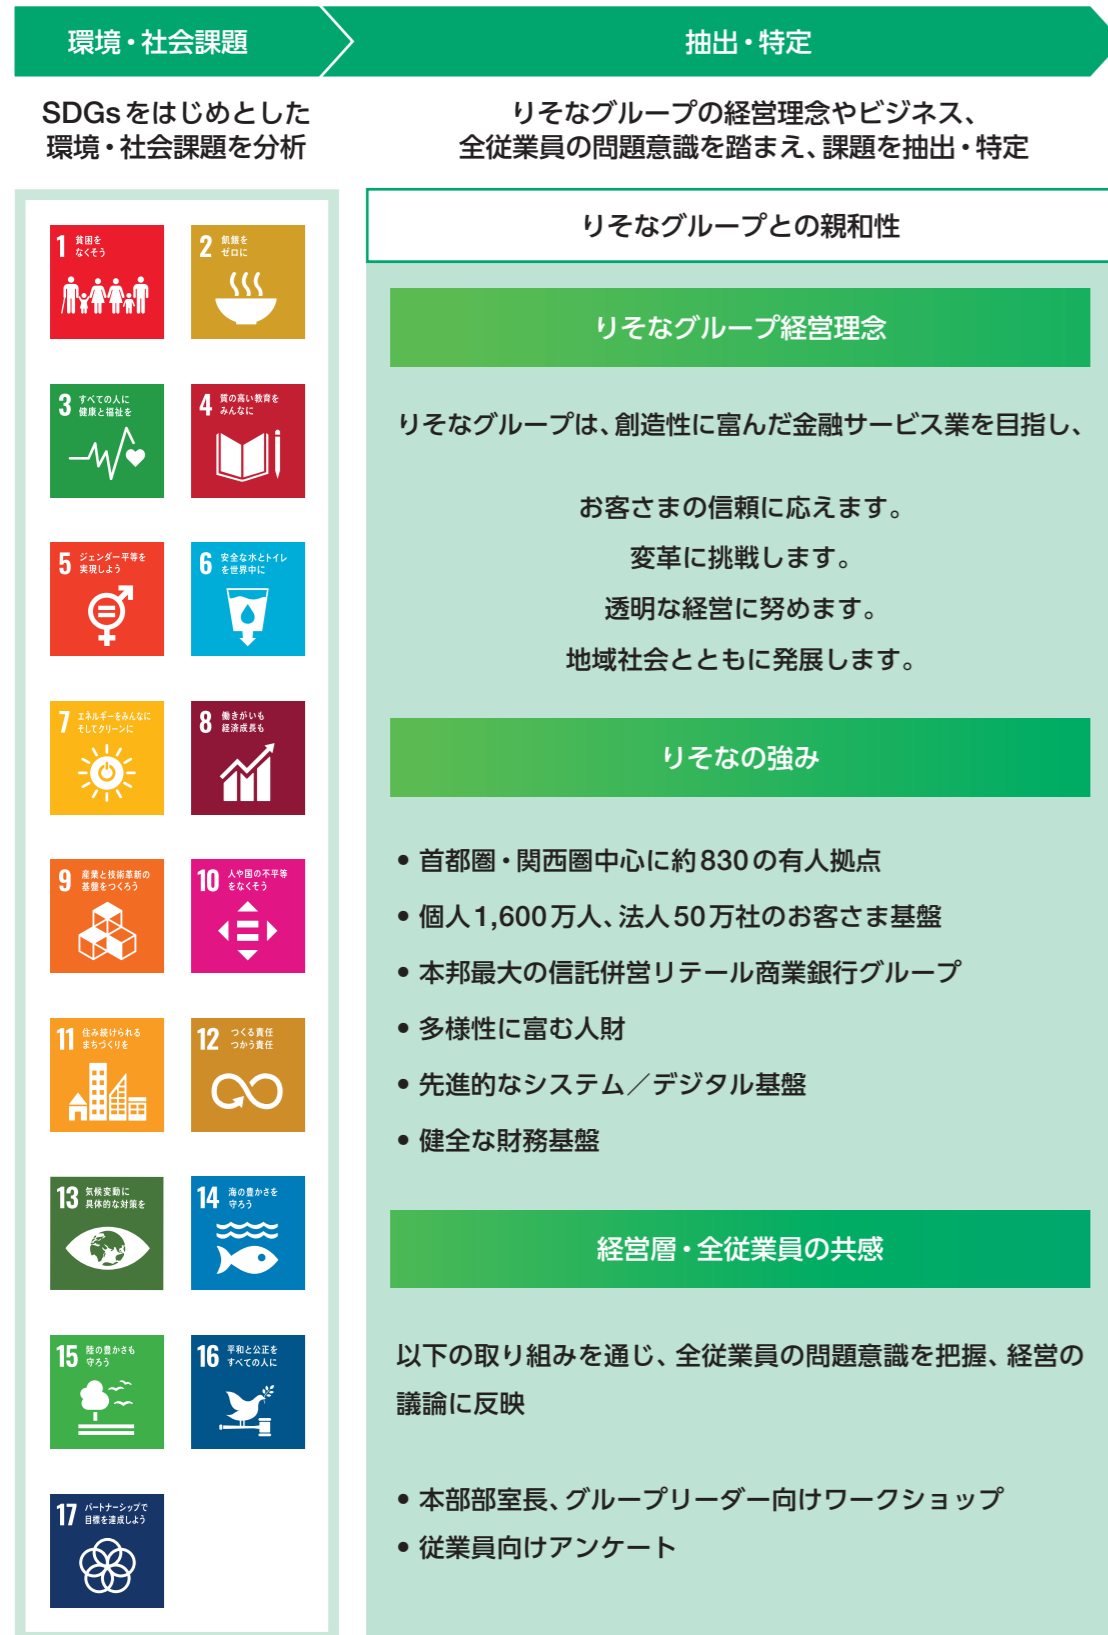 環境・社会課題
抽出・特定
SDGsをはじめとした
環境・社会課題を分析
りそなグループの経営理念やビジネス、
全従業員の問題意識を踏まえ、課題を抽出・特定
1 貧困を
なくそう
2 飢餓を
ゼロに
3 すべての人に
健康と福祉を
4 質の高い教育を
みんなに
5 ジェンダー平等を
実現しよう
6 安全な水とトイレ
を世界中に
7 エネルギーをみんなに
そしてクリーンに
8 働きがいも
経済成長も
9 産業と技術革新の
基盤をつくろう
10 人や国の不平等
をなくそう
11 住み続けられる
まちづくりを
12 つくる責任
つかう責任
13 気候変動に
具体的な対策を
14 海の豊かさを
守ろう
15 陸の豊かさも
守ろう
16 平和と公正を
すべての人に
17 パートナーシップで
目標を達成しよう
りそなグループとの親和性
りそなグループ経営理念
りそなグループは、創造性に富んだ金融サービス業を目指し、
お客さまの信頼に応えます。
変革に挑戦します。
透明な経営に努めます。
地域社会とともに発展します。
りそなの強み
• 首都圏・関西圏中心に約830の有人拠点
• 個人1,600万人、法人50万社のお客さま基盤
• 本邦最大の信託併営リテール商業銀行グループ
• 多様性に富む人財
• 先進的なシステム／デジタル基盤
• 健全な財務基盤
経営層・全従業員の共感
以下の取り組みを通じ、全従業員の問題意識を把握、経営の
議論に反映
• 本部部室長、グループリーダー向けワークショップ
• 従業員向けアンケート